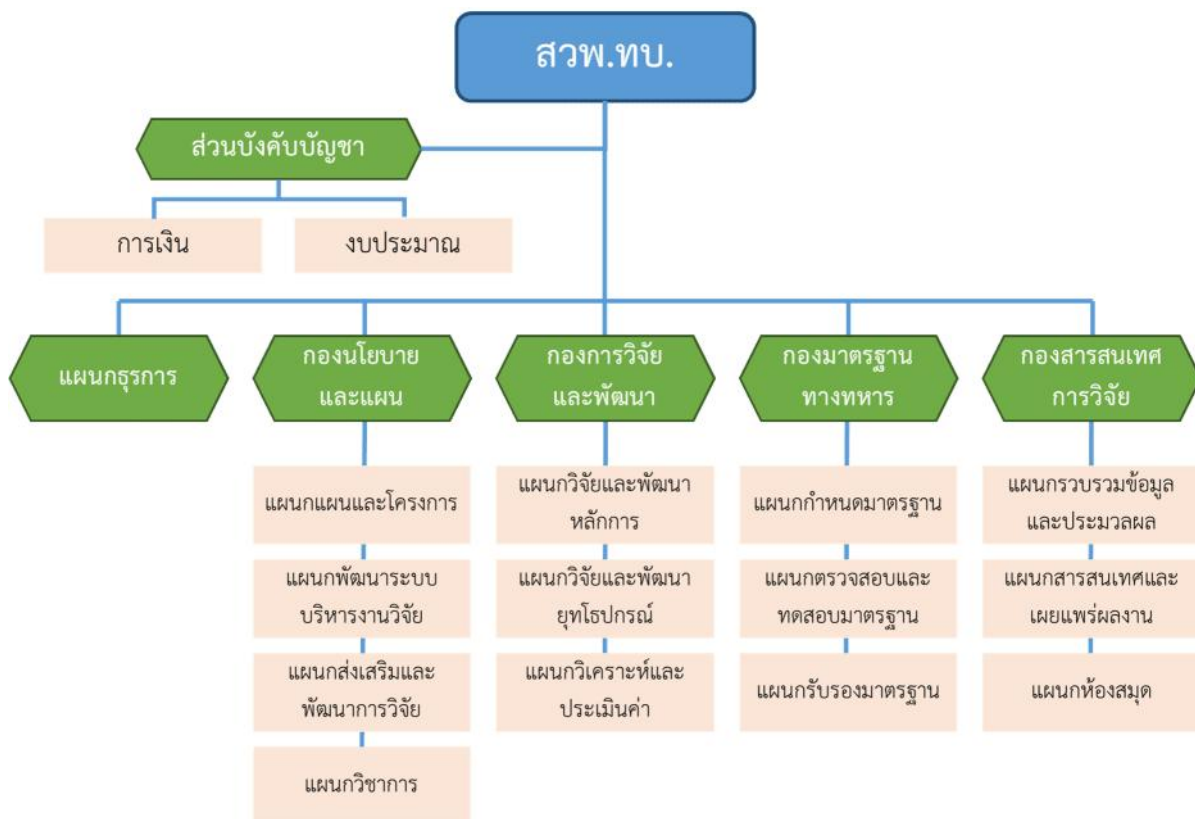 สวพ.ทบ.
ส่วนบังคับบัญชา
การเงิน
งบประมาณ
แผนกธุรการ
กองนโยบาย
และแผน
กองการวิจัย
และพัฒนา
กองมาตรฐาน
ทางทหาร
กองสารสนเทศ
การวิจัย
แผนกแผนและโครงการ
แผนกพัฒนาระบบ
บริหารงานวิจัย
แผนกส่งเสริมและ
พัฒนาการวิจัย
แผนกวิชาการ
แผนกวิจัยและพัฒนา
หลักการ
แผนกวิจัยและพัฒนา
ยุทโธปกรณ์
แผนกวิเคราะห์และ
ประเมินค่า
แผนกกำหนดมาตรฐาน
แผนกตรวจสอบและ
ทดสอบมาตรฐาน
แผนกรับรองมาตรฐาน
แผนกรวบรวมข้อมูล
และประมวลผล
แผนกสารสนเทศและ
เผยแพร่ผลงาน
แผนกห้องสมุด